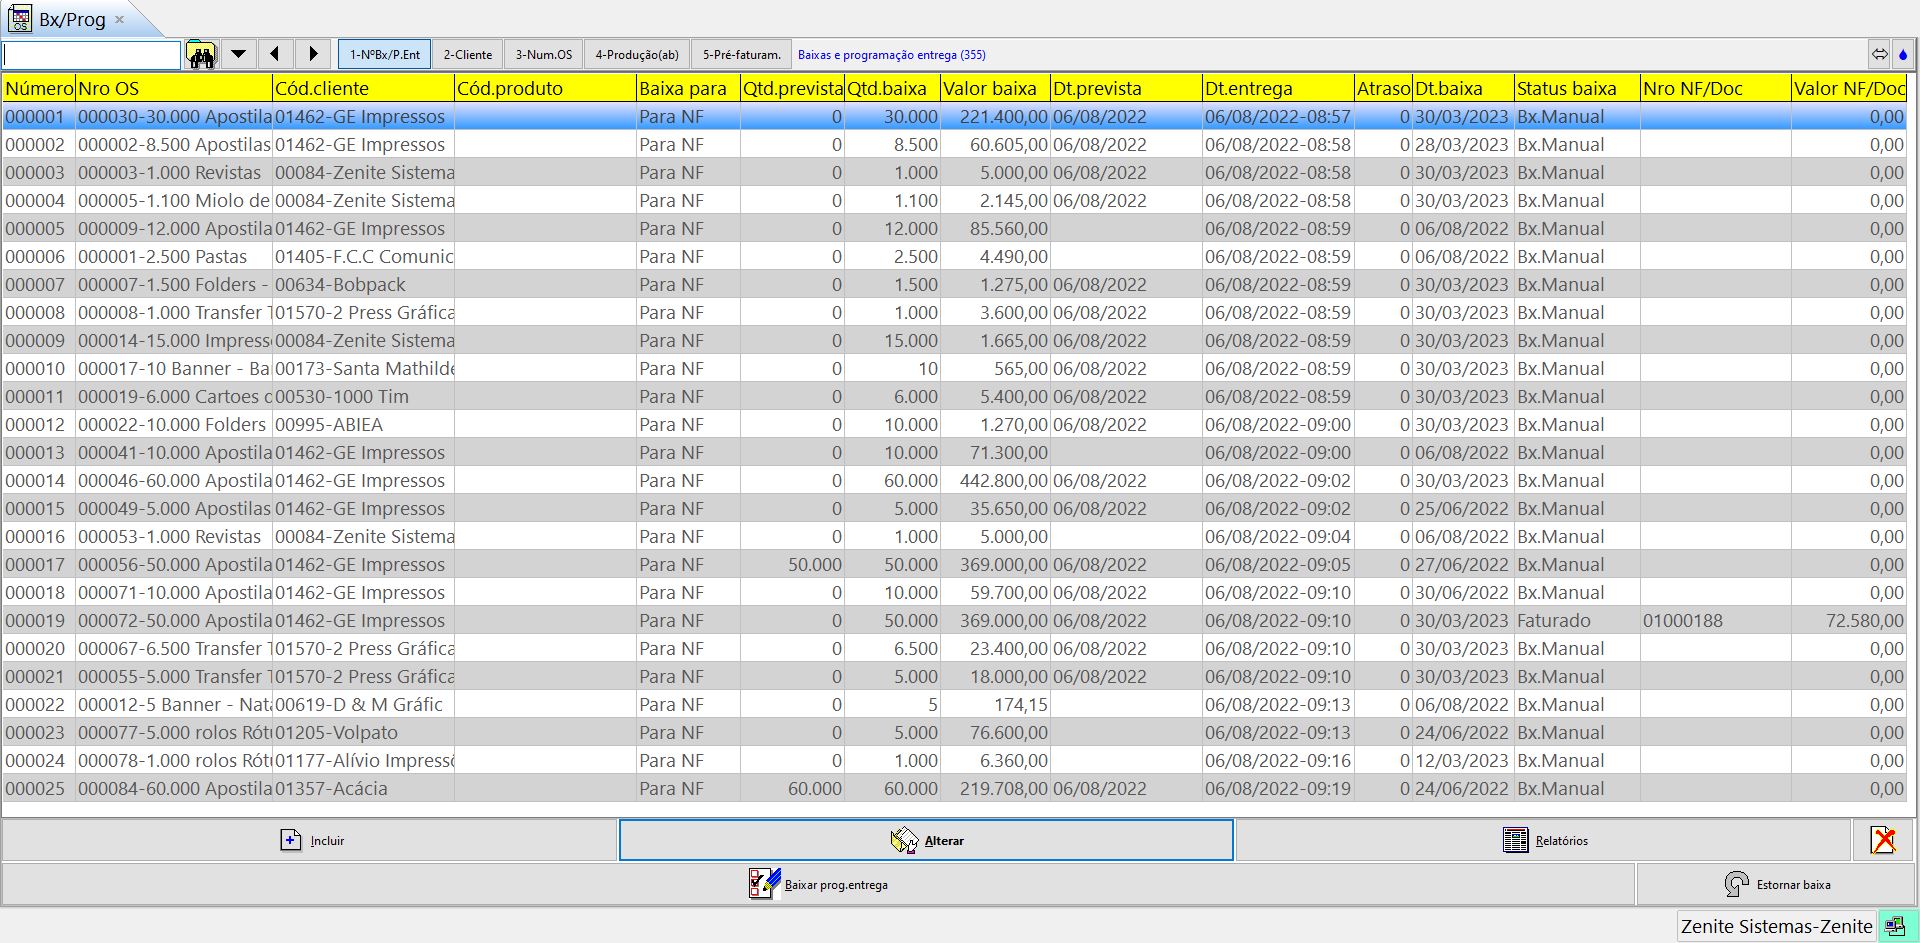 Bx/Prog
1-NºBx/P.Ent 2-Cliente 3-Num.OS 4-Produção(ab) 5-Pré-faturam. Baixas e programação entrega (355)
Número Nro OS Cód.cliente Cód.produto Baixa para Qtd.prevista Qtd.baixa Valor baixa Dt.prevista Dt.entrega Atraso Dt.baixa Status baixa Nro NF/Doc Valor NF/Doc
000001 000030-30.000 Apostila 01462-GE Impressos Para NF 0 30.000 221.400,00 06/08/2022 06/08/2022-08:57 0 30/03/2023 Bx.Manual 0,00
000002 000002-8.500 Apostilas 01462-GE Impressos Para NF 0 8.500 60.605,00 06/08/2022 06/08/2022-08:58 0 28/03/2023 Bx.Manual 0,00
000003 000003-1.000 Revistas 00084-Zenite Sistema Para NF 0 1.000 5.000,00 06/08/2022 06/08/2022-08:58 0 30/03/2023 Bx.Manual 0,00
000004 000005-1.100 Miolo de 00084-Zenite Sistema Para NF 0 1.100 2.145,00 06/08/2022 06/08/2022-08:58 0 30/03/2023 Bx.Manual 0,00
000005 000009-12.000 Apostila 01462-GE Impressos Para NF 0 12.000 85.560,00 06/08/2022-08:59 0 06/08/2022 Bx.Manual 0,00
000006 000001-2.500 Pastas 01405-F.C.C Comunic Para NF 0 2.500 4.490,00 06/08/2022-08:59 0 06/08/2022 Bx.Manual 0,00
000007 000007-1.500 Folders - 00634-Bobpack Para NF 0 1.500 1.275,00 06/08/2022 06/08/2022-08:59 0 30/03/2023 Bx.Manual 0,00
000008 000008-1.000 Transfer T 01570-2 Press Gráfica Para NF 0 1.000 3.600,00 06/08/2022 06/08/2022-08:59 0 30/03/2023 Bx.Manual 0,00
000009 000014-15.000 Impress 00084-Zenite Sistema Para NF 0 15.000 1.665,00 06/08/2022 06/08/2022-08:59 0 30/03/2023 Bx.Manual 0,00
000010 000017-10 Banner - Ba 00173-Santa Mathilde Para NF 0 10 565,00 06/08/2022 06/08/2022-08:59 0 30/03/2023 Bx.Manual 0,00
000011 000019-6.000 Cartoes d 00530-1000 Tim Para NF 0 6.000 5.400,00 06/08/2022 06/08/2022-08:59 0 30/03/2023 Bx.Manual 0,00
000012 000022-10.000 Folders 00995-ABIEA Para NF 0 10.000 1.270,00 06/08/2022 06/08/2022-09:00 0 30/03/2023 Bx.Manual 0,00
000013 000041-10.000 Apostila 01462-GE Impressos Para NF 0 10.000 71.300,00 06/08/2022-09:00 0 06/08/2022 Bx.Manual 0,00
000014 000046-60.000 Apostila 01462-GE Impressos Para NF 0 60.000 442.800,00 06/08/2022 06/08/2022-09:02 0 30/03/2023 Bx.Manual 0,00
000015 000049-5.000 Apostilas 01462-GE Impressos Para NF 0 5.000 35.650,00 06/08/2022 06/08/2022-09:02 0 25/06/2022 Bx.Manual 0,00
000016 000053-1.000 Revistas 00084-Zenite Sistema Para NF 0 1.000 5.000,00 06/08/2022-09:04 0 06/08/2022 Bx.Manual 0,00
000017 000056-50.000 Apostila 01462-GE Impressos Para NF 50.000 50.000 369.000,00 06/08/2022 06/08/2022-09:05 0 27/06/2022 Bx.Manual 0,00
000018 000071-10.000 Apostila 01462-GE Impressos Para NF 0 10.000 59.700,00 06/08/2022 06/08/2022-09:10 0 30/06/2022 Bx.Manual 0,00
000019 000072-50.000 Apostila 01462-GE Impressos Para NF 0 50.000 369.000,00 06/08/2022 06/08/2022-09:10 0 30/03/2023 Faturado 01000188 72.580,00
000020 000067-6.500 Transfer T 01570-2 Press Gráfica Para NF 0 6.500 23.400,00 06/08/2022 06/08/2022-09:10 0 30/03/2023 Bx.Manual 0,00
000021 000055-5.000 Transfer T 01570-2 Press Gráfica Para NF 0 5.000 18.000,00 06/08/2022 06/08/2022-09:10 0 30/03/2023 Bx.Manual 0,00
000022 000012-5 Banner - Nata 00619-D & M Gráfic Para NF 0 5 174,15 06/08/2022-09:13 0 06/08/2022 Bx.Manual 0,00
000023 000077-5.000 rolos Rótu 01205-Volpato Para NF 0 5.000 76.600,00 06/08/2022-09:13 0 24/06/2022 Bx.Manual 0,00
000024 000078-1.000 rolos Rótu 01177-Alívio Impressõ Para NF 0 1.000 6.360,00 06/08/2022-09:16 0 12/03/2023 Bx.Manual 0,00
000025 000084-60.000 Apostila 01357-Acácia Para NF 60.000 60.000 219.708,00 06/08/2022 06/08/2022-09:19 0 24/06/2022 Bx.Manual 0,00
Incluir Alterar Relatórios
Baixar prog.entrega Estornar baixa
Zenite Sistemas-Zenite